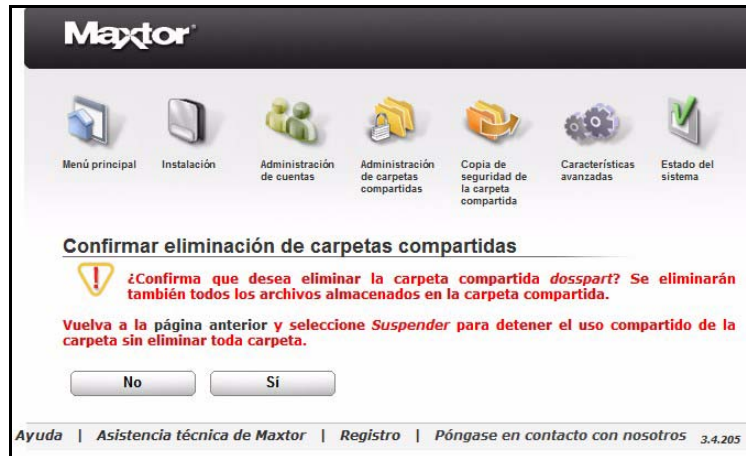 Maxtor
Menú principal
Instalación
Administración
de cuentas
Administración
de carpetas
compartidas
Copia de
seguridad de
la carpeta
compartida
Características
avanzadas
Estado del
sistema
Confirmar eliminación de carpetas compartidas
¿Confirma que desea eliminar la carpeta compartida dosspart? Se eliminarán
también todos los archivos almacenados en la carpeta compartida.
Vuelva a la página anterior y seleccione Suspender para detener el uso compartido de la
carpeta sin eliminar toda carpeta.
No
Sí
Ayuda | Asistencia técnica de Maxtor | Registro | Póngase en contacto con nosotros 3.4.205